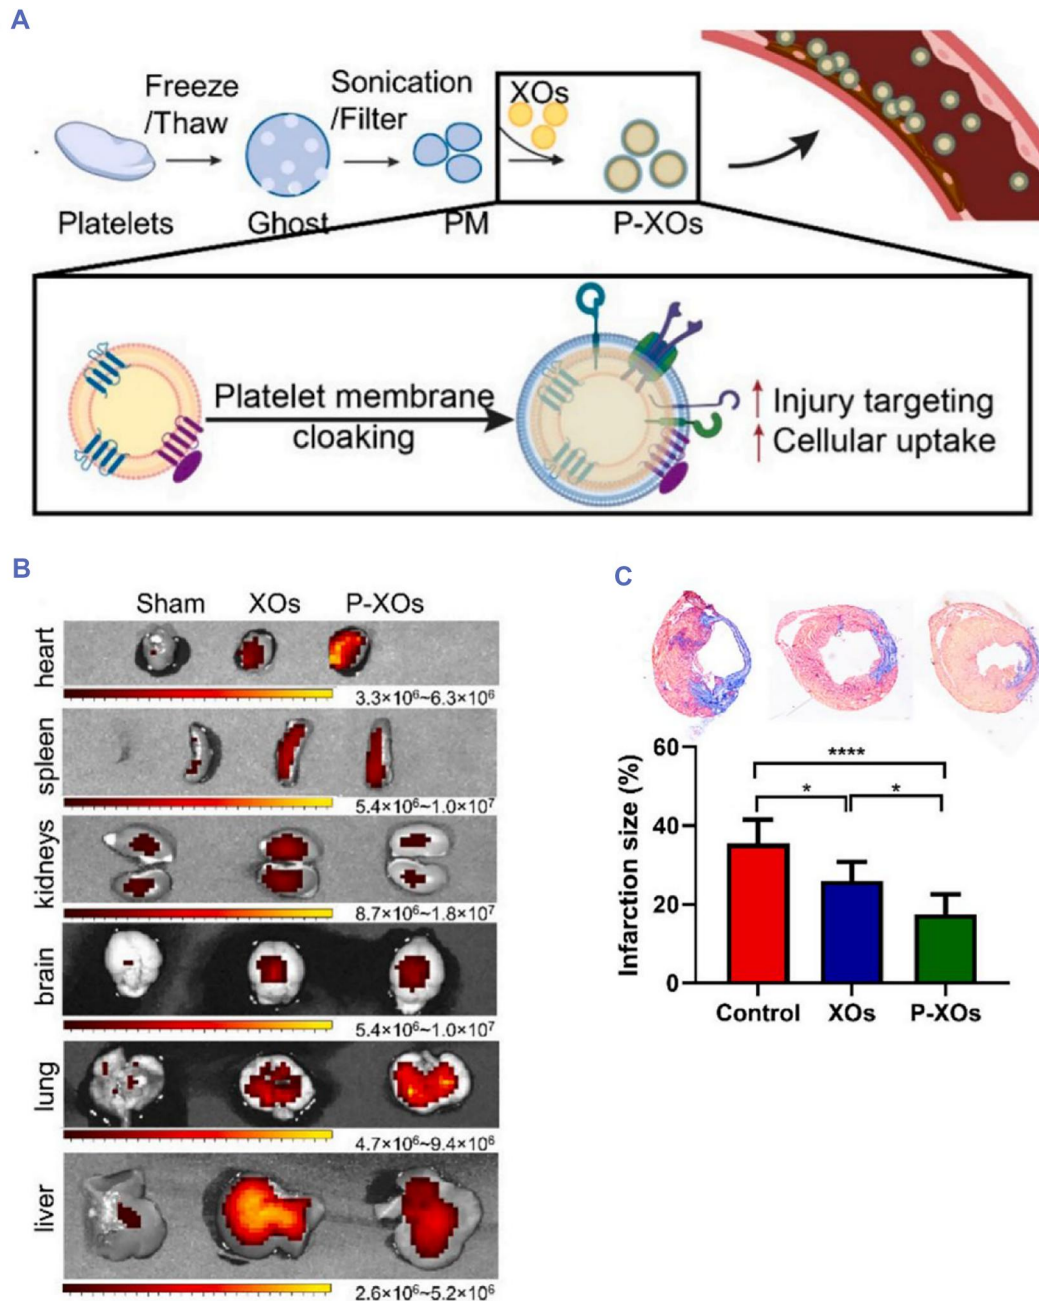 A
Freeze
/Thaw
Sonication
/Filter
XOs
Platelets
Ghost
PM
P-XOs
Platelet membrane
cloaking
Injury targeting
Cellular uptake
B
Sham XOs P-XOs
heart
3.3×10⁶~6.3×10⁶
spleen
5.4×10⁶~1.0×10⁷
kidneys
8.7×10⁶~1.8×10⁷
brain
5.4×10⁶~1.0×10⁷
lung
4.7×10⁶~9.4×10⁶
liver
2.6×10⁶~5.2×10⁶
C
Infarction size (%)
60
40
20
0
****
* *
Control XOs P-XOs